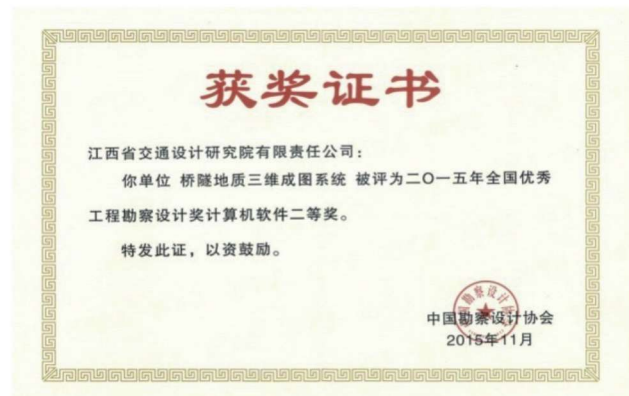 获奖证书
江西省交通设计研究院有限责任公司：
你单位 桥隧地质三维成图系统 被评为二〇一五年全国优秀
工程勘察设计奖计算机软件二等奖。
特发此证，以资鼓励。
中国勘察设计协会
2015年11月